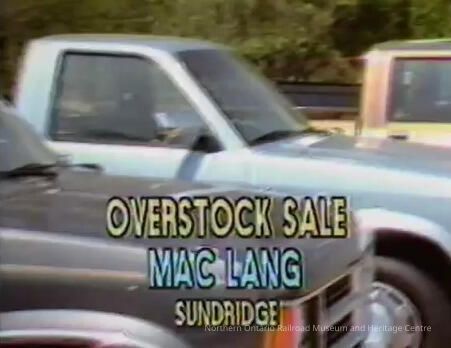 OVERSTOCK SALE
MAC LANG
SUNDRIDGE
Northern Ontario Railroad Museum and Heritage Centre